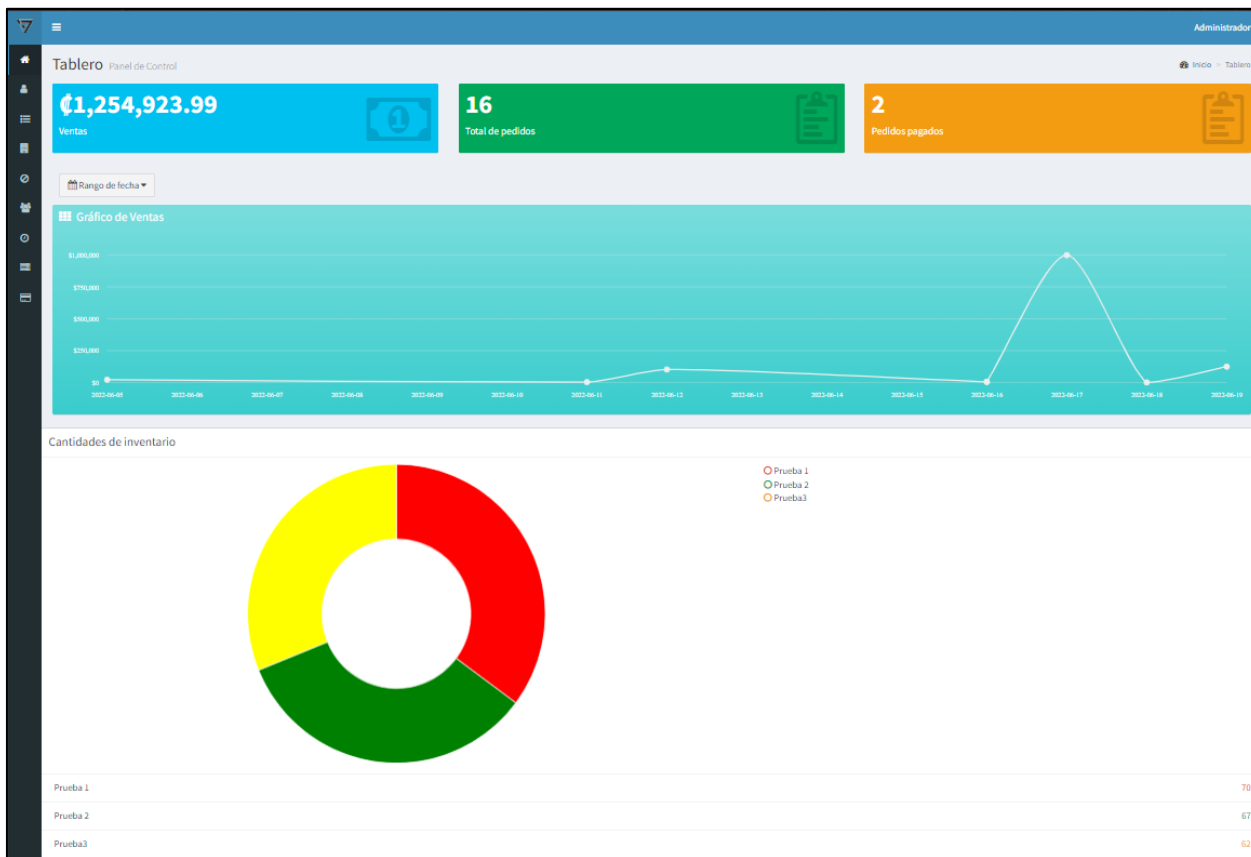 Administrador
Tablero Panel de Control
Inicio > Tablero
₡1,254,923.99
Ventas
16
Total de pedidos
2
Pedidos pagados
Rango de fecha
Gráfico de Ventas
$1,000,000
$750,000
$500,000
$250,000
$0
2022-06-05 2022-06-06 2022-06-07 2022-06-08 2022-06-09 2022-06-10 2022-06-11 2022-06-12 2022-06-13 2022-06-14 2022-06-15 2022-06-16 2022-06-17 2022-06-18 2022-06-19
Cantidades de inventario
Prueba 1
Prueba 2
Prueba3
Prueba 1 70
Prueba 2 67
Prueba3 62